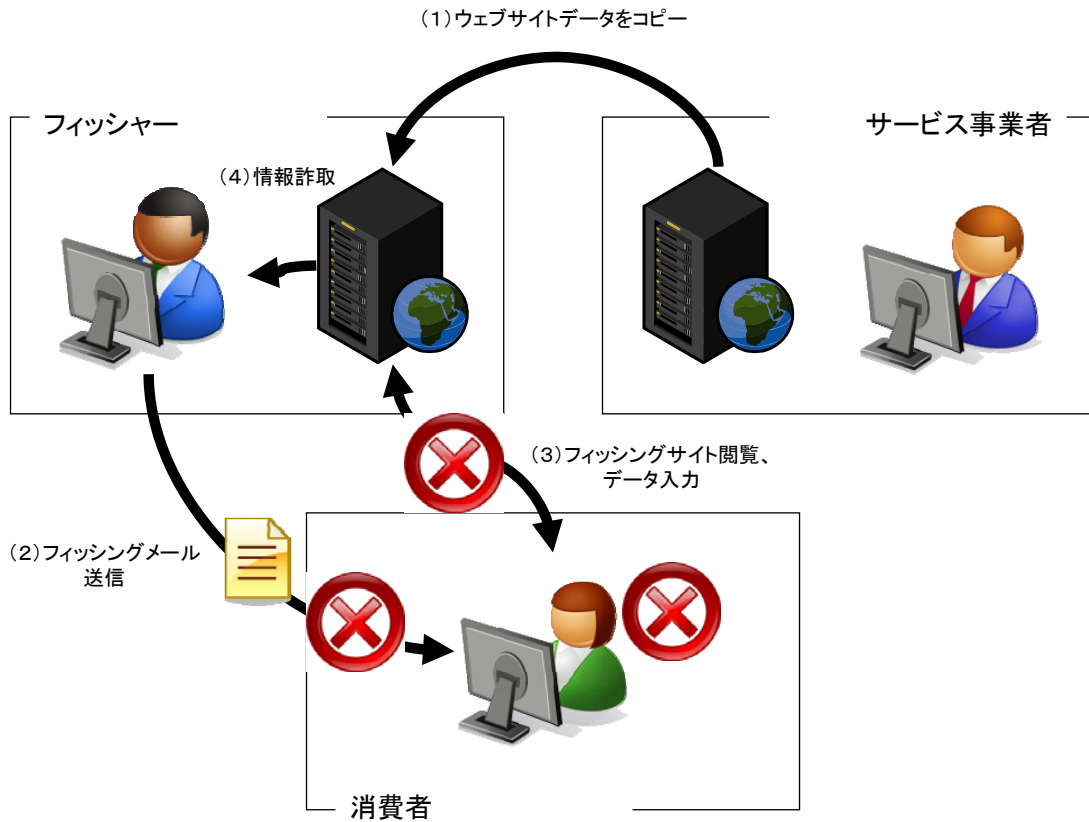 （１）ウェブサイトデータをコピー
フィッシャー
サービス事業者
（４）情報詐取
（３）フィッシングサイト閲覧、
データ入力
（２）フィッシングメール
送信
消費者